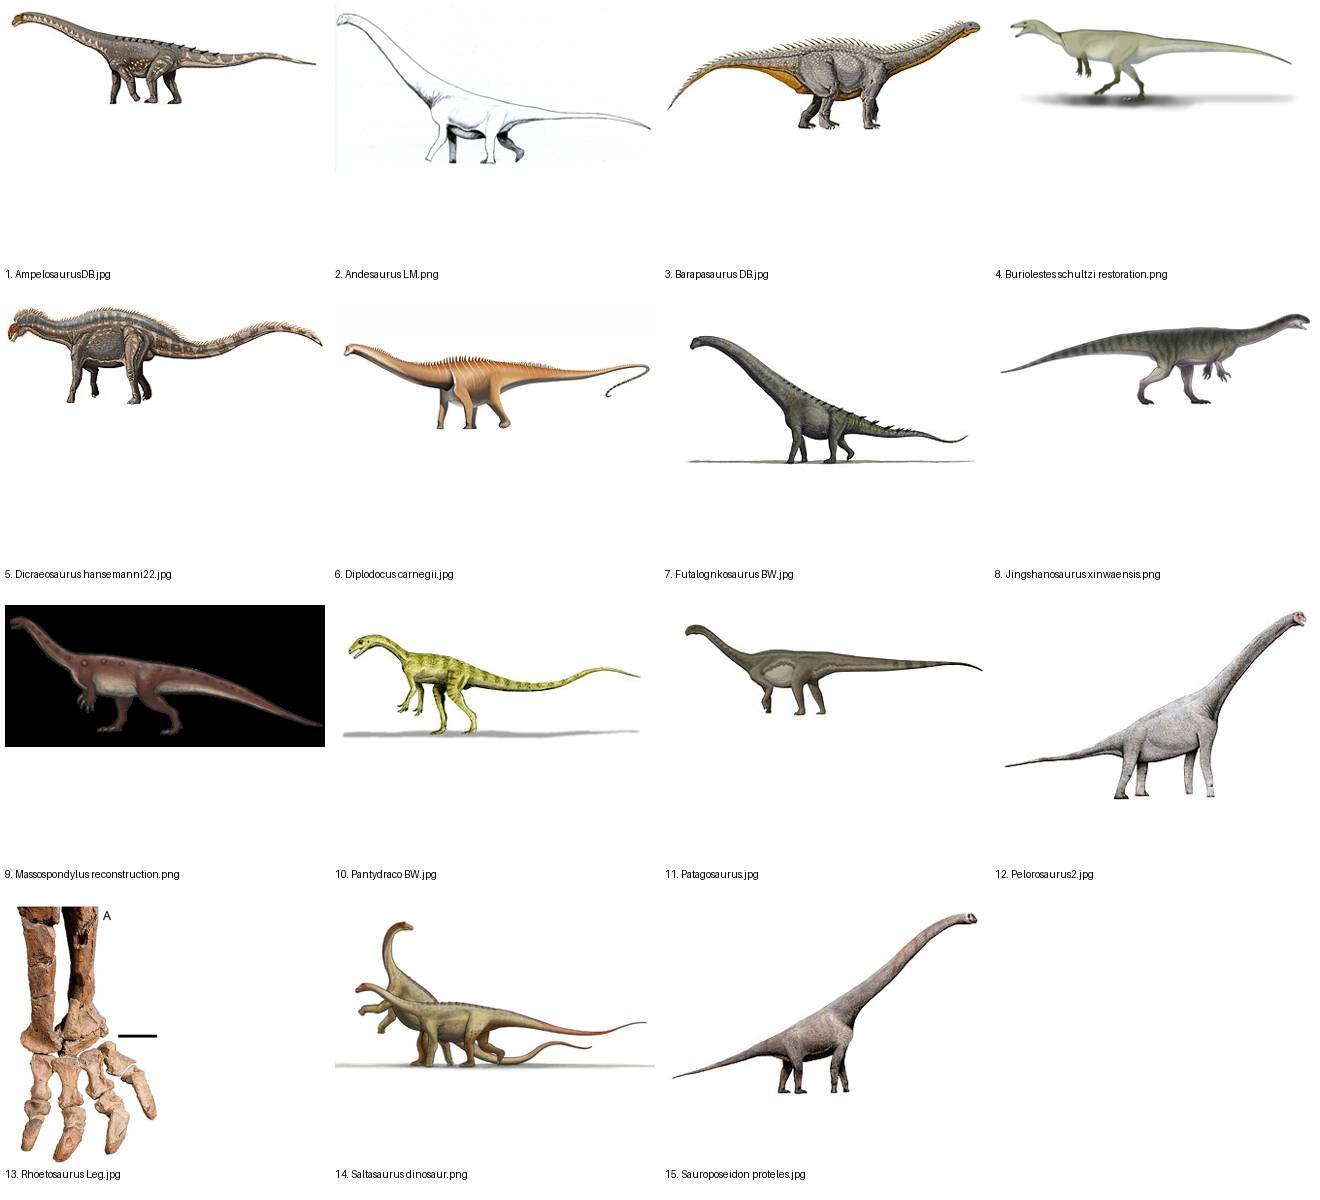 1. AmpelosaurusDB.jpg
2. Andesaurus LM.png
3. Barapasaurus DB.jpg
4. Buriolestes schultzi restoration.png
5. Dicraeosaurus hansemanni22.jpg
6. Diplodocus carnegii.jpg
7. Futalognkosaurus BW.jpg
8. Jingshanosaurus xinwaensis.png
9. Massospondylus reconstruction.png
10. Pantydraco BW.jpg
11. Patagosaurus.jpg
12. Pelorosaurus2.jpg
A
13. Rhoetosaurus Leg.jpg
14. Saltasaurus dinosaur.png
15. Sauroposeidon proteles.jpg